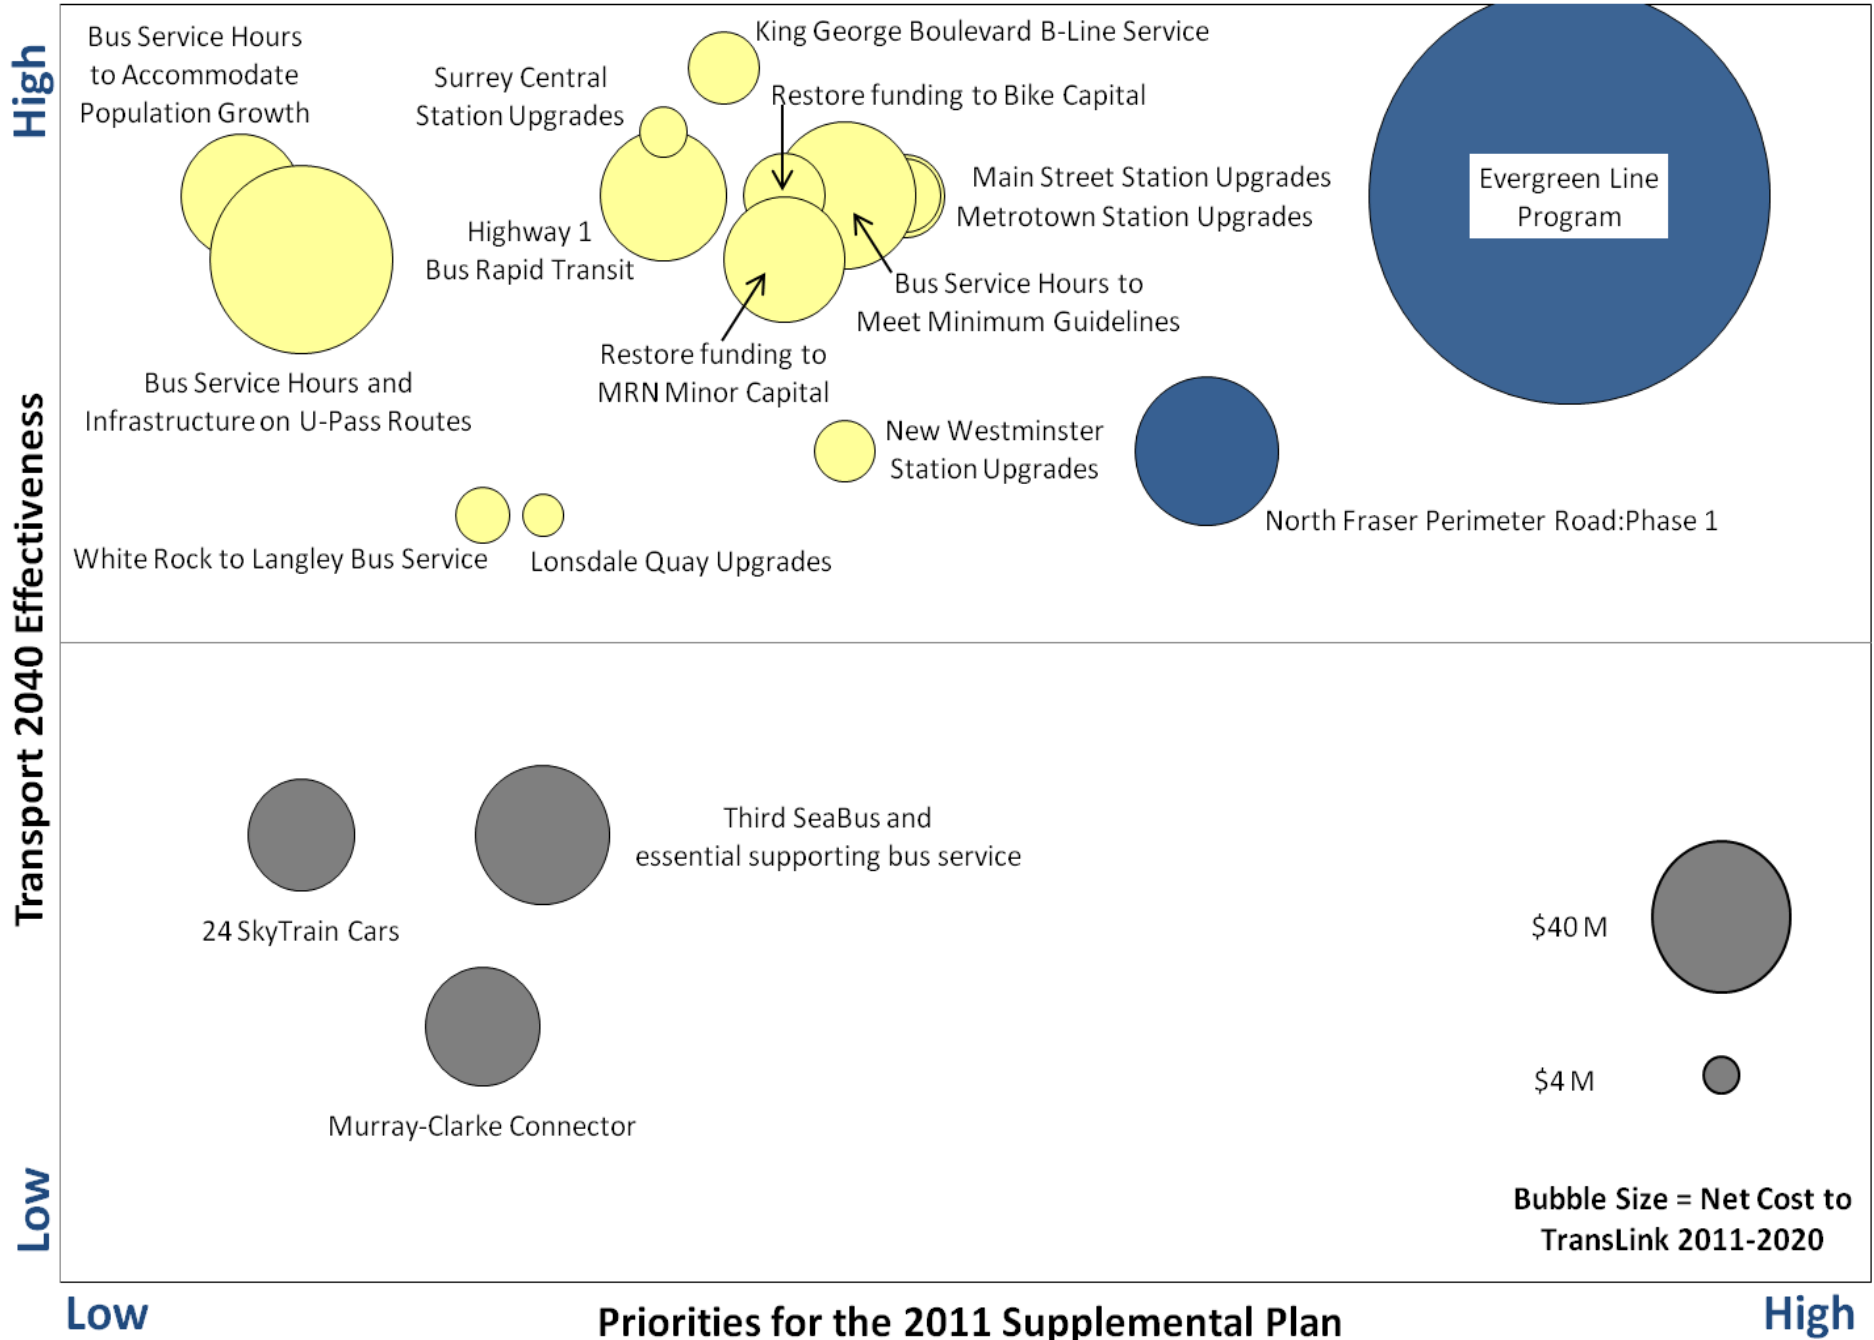 High
Transport 2040 Effectiveness
Low
Bus Service Hours
to Accommodate
Population Growth
Surrey Central
Station Upgrades
King George Boulevard B-Line Service
Restore funding to Bike Capital
Main Street Station Upgrades
Metrotown Station Upgrades
Evergreen Line
Program
Highway 1
Bus Rapid Transit
Bus Service Hours to
Meet Minimum Guidelines
Restore funding to
MRN Minor Capital
Bus Service Hours and
Infrastructure on U-Pass Routes
New Westminster
Station Upgrades
North Fraser Perimeter Road:Phase 1
White Rock to Langley Bus Service
Lonsdale Quay Upgrades
Third SeaBus and
essential supporting bus service
24 SkyTrain Cars
Murray-Clarke Connector
$40 M
$4 M
Bubble Size = Net Cost to
TransLink 2011-2020
Low
Priorities for the 2011 Supplemental Plan
High